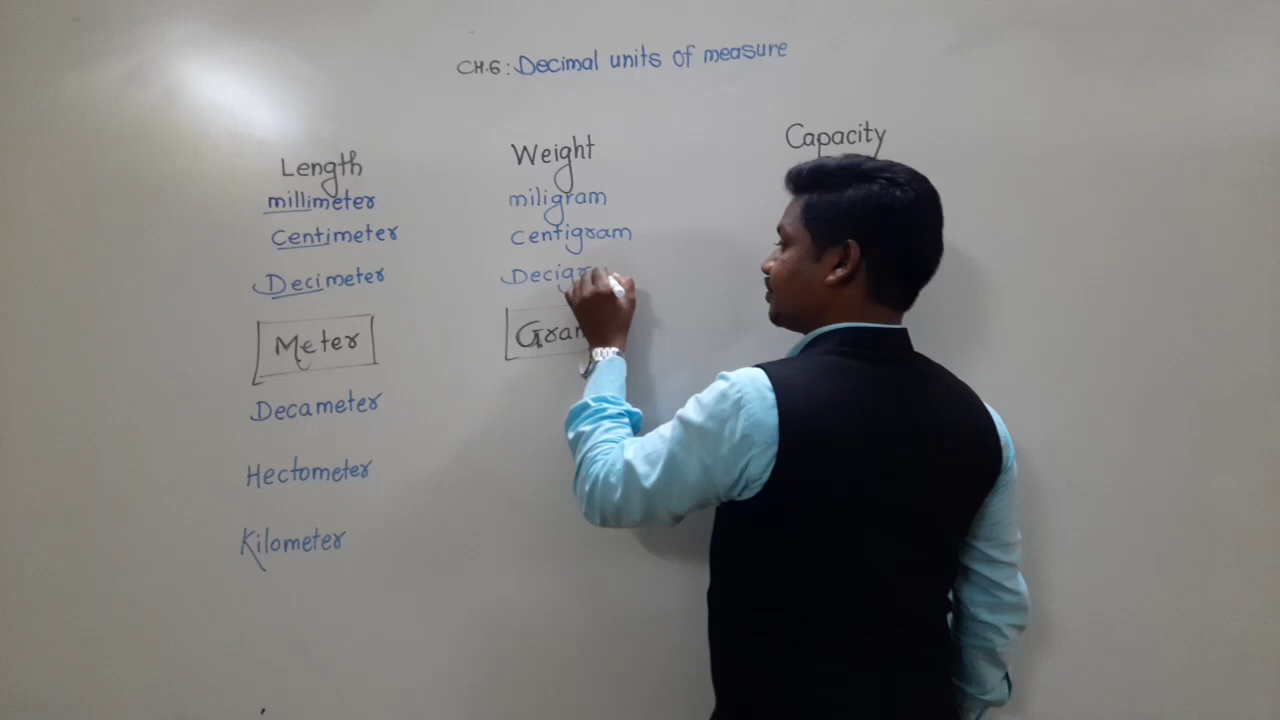 CH.6: Decimal units of measure
Length
millimeter
Centimeter
Decimeter
Meter
Decameter
Hectometer
Kilometer
Weight
miligram
Centigram
Capacity